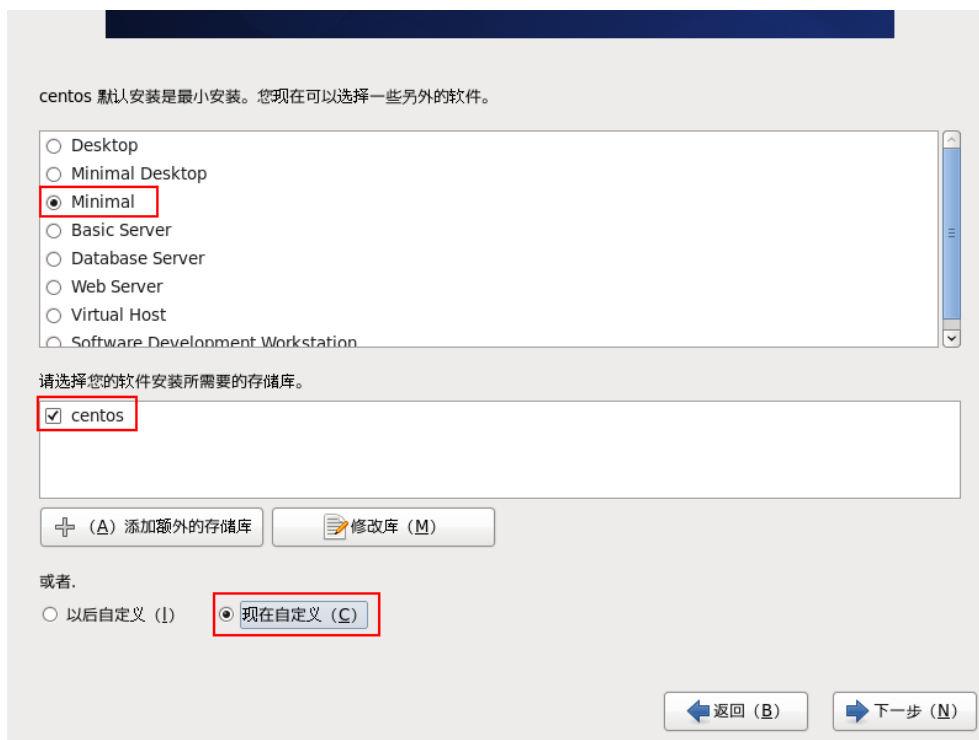 centos 默认安装是最小安装。您现在可以选择一些另外的软件。
Desktop
Minimal Desktop
Minimal
Basic Server
Database Server
Web Server
Virtual Host
Software Development Workstation
请选择您的软件安装所需要的存储库。
centos
(A) 添加额外的存储库 修改库 (M)
或者.
以后自定义 (I) 现在自定义 (C)
返回 (B) 下一步 (N)